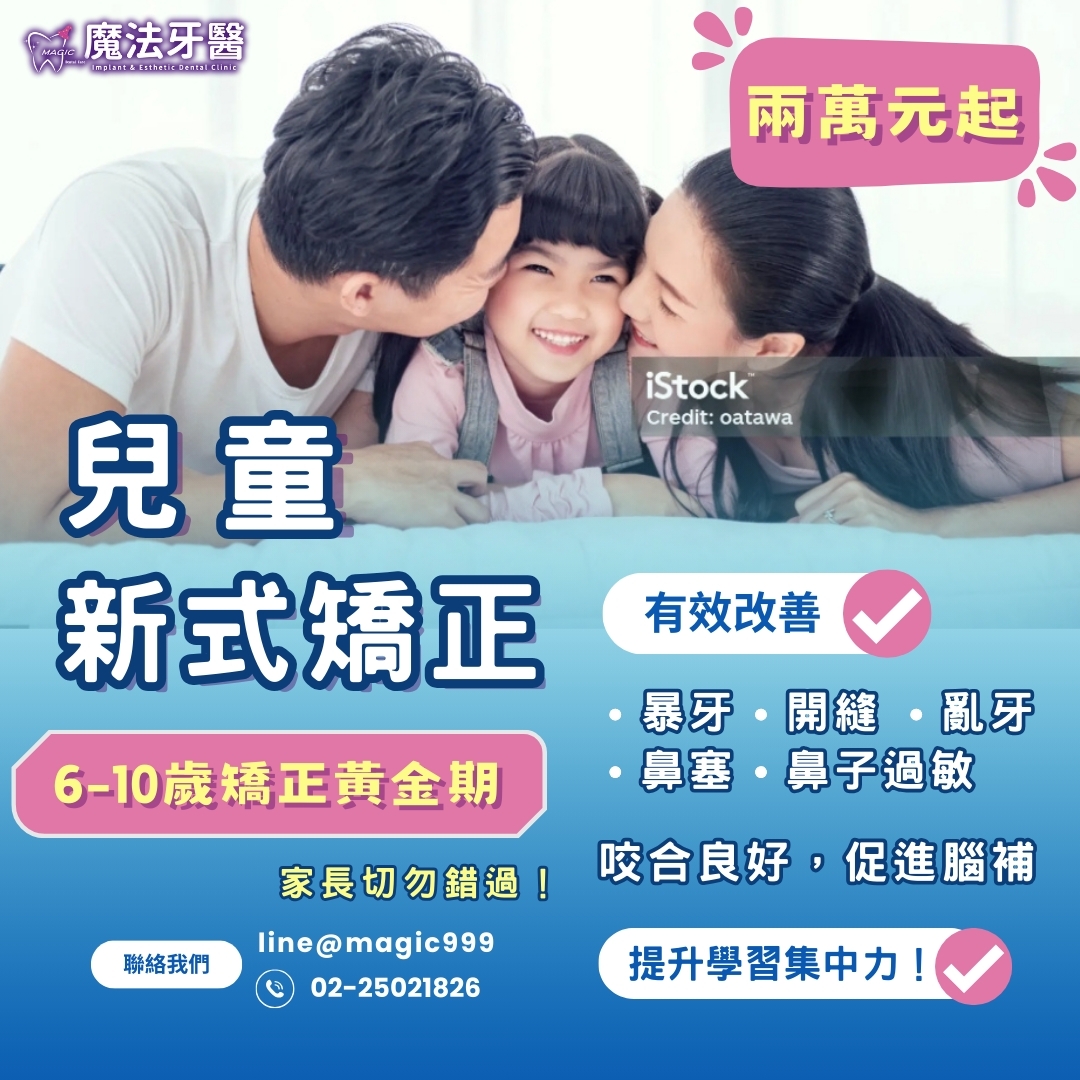 MAGIC
Dental Care
魔法牙醫
Implant & Esthetic Dental Clinic
兩萬元起
iStock™
Credit: oatawa
兒童
新式矯正
6-10歲矯正黃金期
家長切勿錯過！
聯絡我們
line@magic999
02-25021826
有效改善
•暴牙•開縫•亂牙
•鼻塞•鼻子過敏
咬合良好，促進腦補
提升學習集中力！